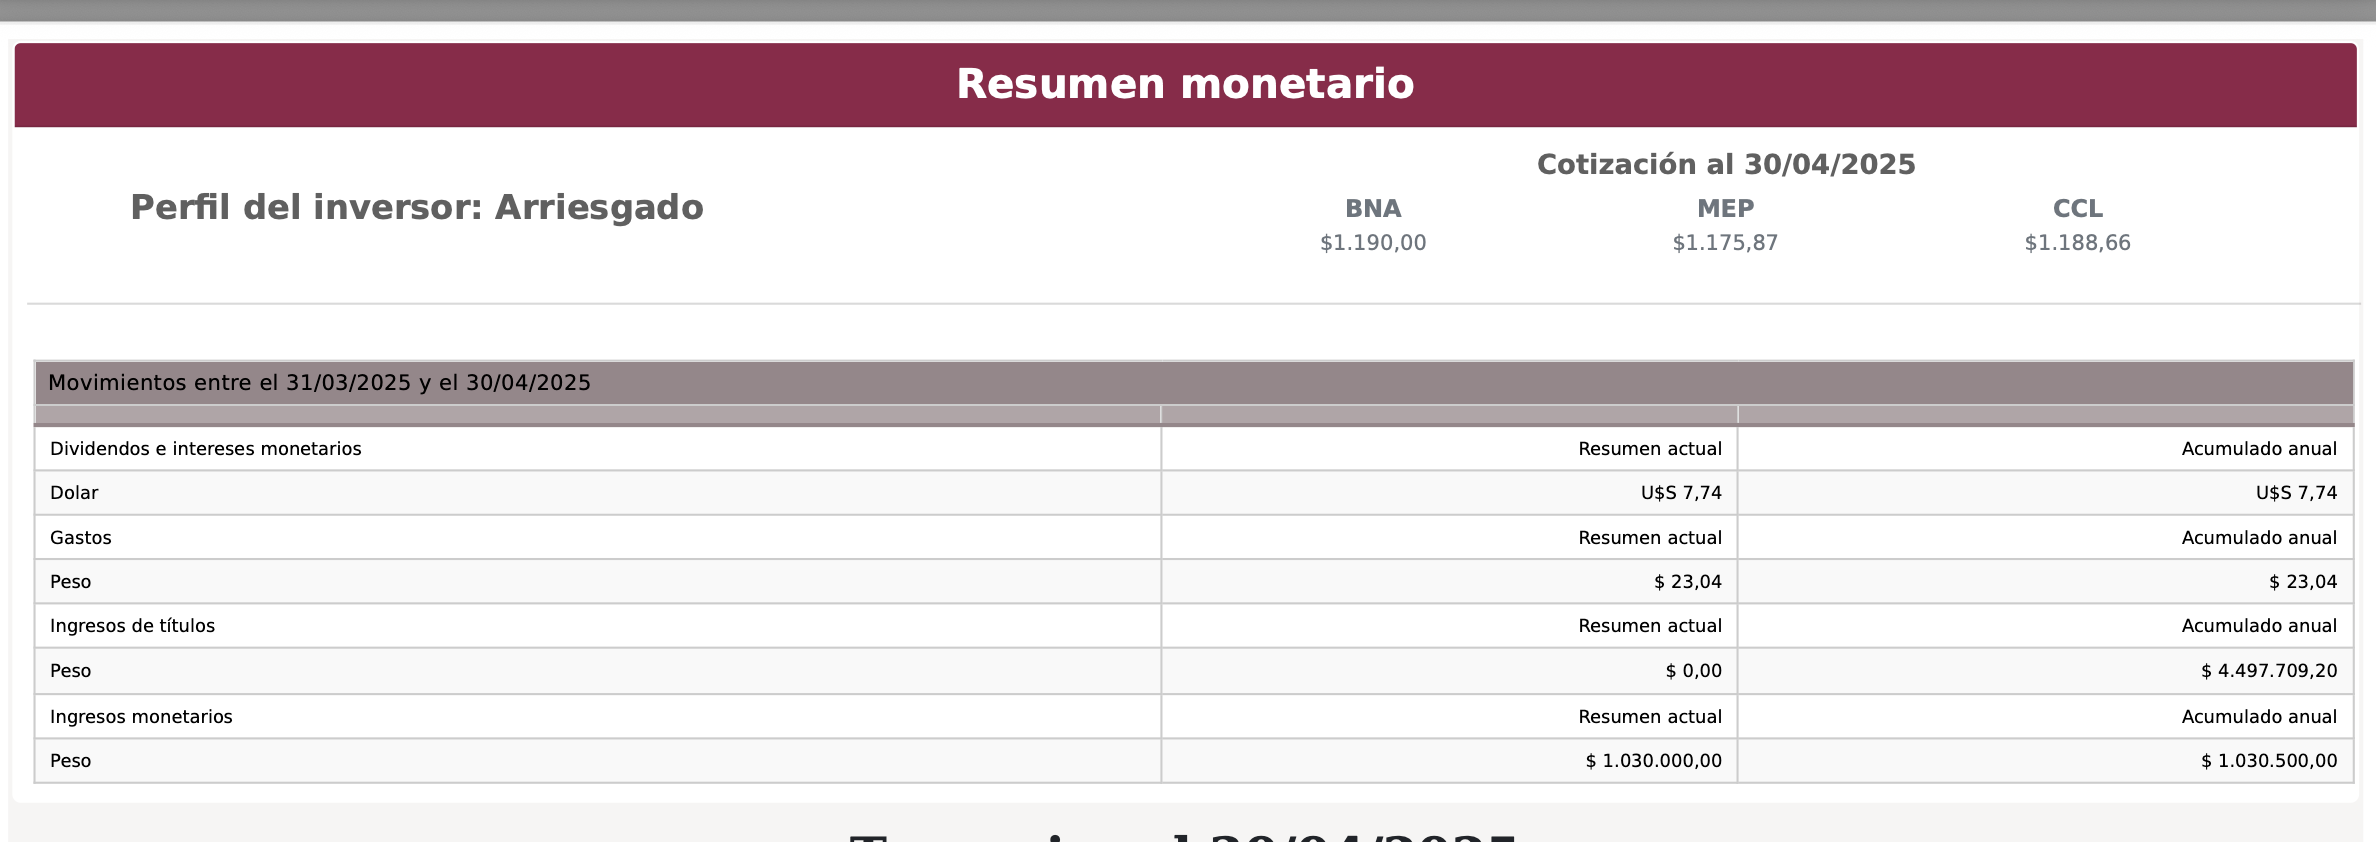 Resumen monetario
Perfil del inversor: Arriesgado
Cotización al 30/04/2025
BNA MEP CCL
$1.190,00 $1.175,87 $1.188,66
Movimientos entre el 31/03/2025 y el 30/04/2025
Dividendos e intereses monetarios Resumen actual Acumulado anual
Dolar U$S 7,74 U$S 7,74
Gastos Resumen actual Acumulado anual
Peso $ 23,04 $ 23,04
Ingresos de títulos Resumen actual Acumulado anual
Peso $ 0,00 $ 4.497.709,20
Ingresos monetarios Resumen actual Acumulado anual
Peso $ 1.030.000,00 $ 1.030.500,00
al 30/04/2025